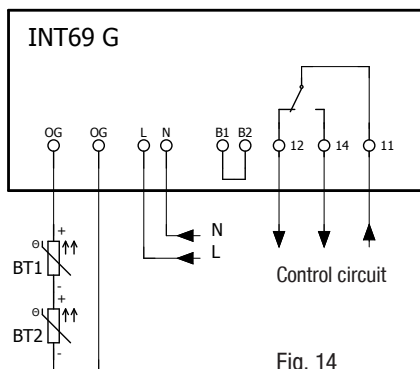 INT69 G
OG OG L N B1 B2 12 14 11
+
Θ
BT1
-
N
L
Control circuit
+
Θ
BT2
-
Fig. 14